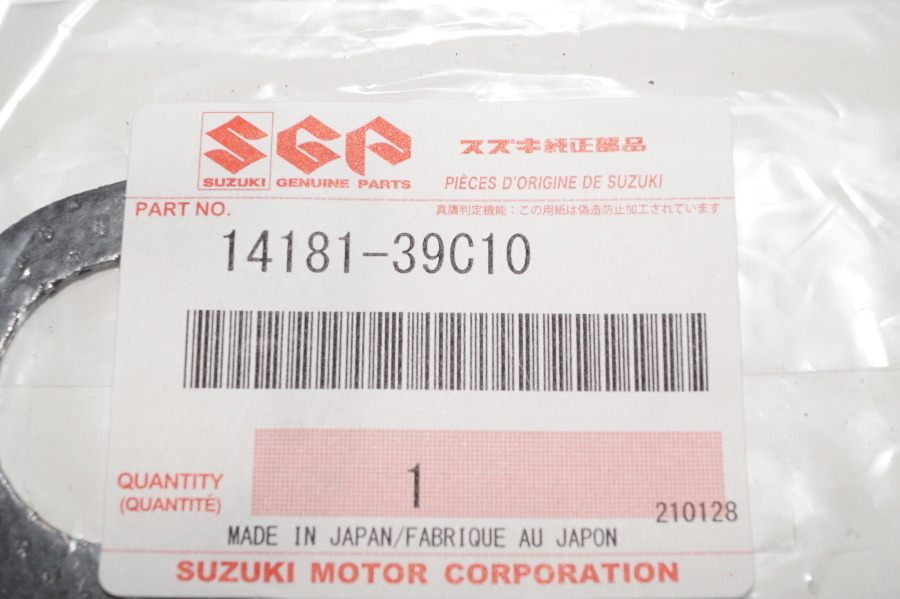 SGP
スズキ純正部品
SUZUKI GENUINE PARTS
PIÈCES D'ORIGINE DE SUZUKI
PART NO.
真贋判定機能：この用紙は偽造防止加工されています
14181-39C10
QUANTITY
(QUANTITÉ)
1
210128
MADE IN JAPAN/FABRIQUE AU JAPON
SUZUKI MOTOR CORPORATION